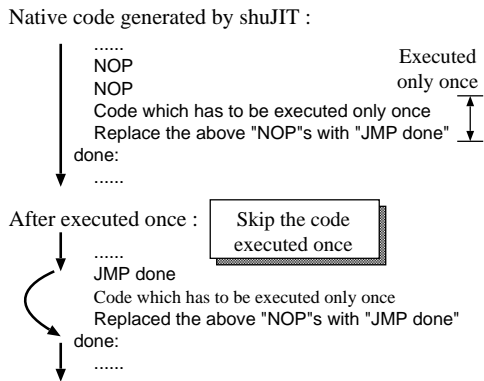 Native code generated by shuJIT :
......
NOP
NOP
Code which has to be executed only once
Replace the above "NOP"s with "JMP done"
done:
......
Executed
only once
After executed once :
Skip the code
executed once
......
JMP done
Code which has to be executed only once
Replaced the above "NOP"s with "JMP done"
done:
......